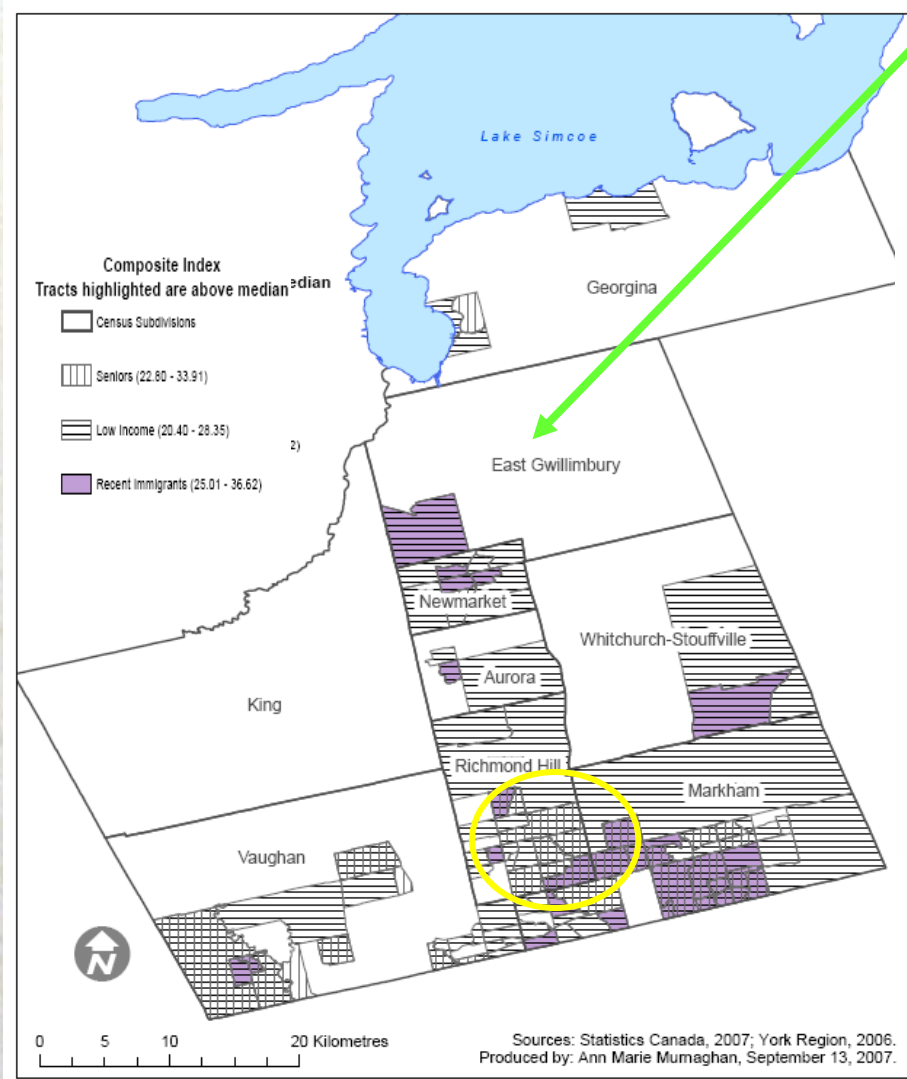 Lake Simcoe
Composite Index
Tracts highlighted are above median
edian
Georgina
Census Subdivisions
Seniors (22.80 - 33.91)
Low Income (20.40 - 28.35)
2)
East Gwillimbury
Recent Immigrants (25.01 - 36.62)
Newmarket
Whitchurch-Stouffville
Aurora
King
Richmond Hill
Markham
Vaughan
N
0 5 10 20 Kilometres
Sources: Statistics Canada, 2007; York Region, 2006.
Produced by: Ann Marie Murnaghan, September 13, 2007.